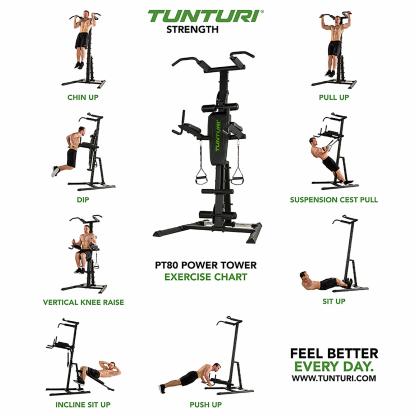 TUNTURI®
STRENGTH
CHIN UP
PULL UP
TUNTURI
DIP
SUSPENSION CEST PULL
PT80 POWER TOWER
EXERCISE CHART
VERTICAL KNEE RAISE
SIT UP
FEEL BETTER
EVERY DAY.
WWW.TUNTURI.COM
INCLINE SIT UP
PUSH UP